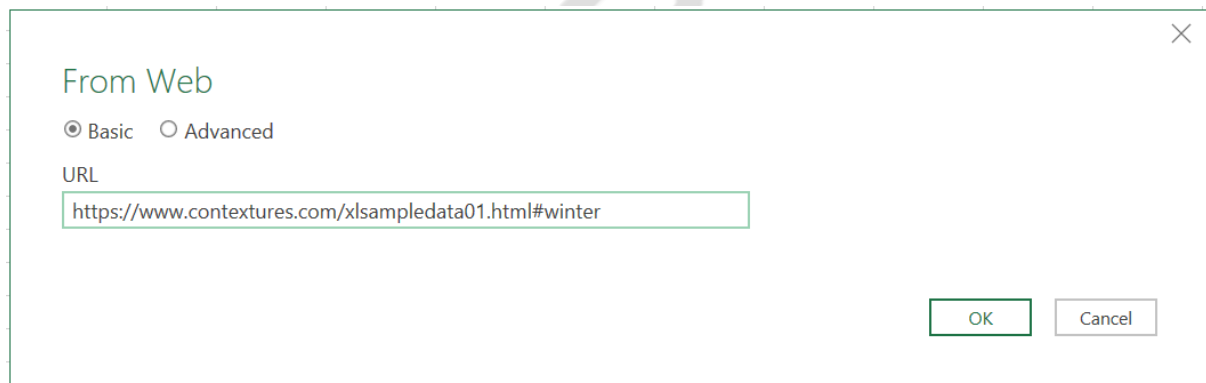 From Web
Basic Advanced
URL
https://www.contextures.com/xlsampledata01.html#winter
OK Cancel